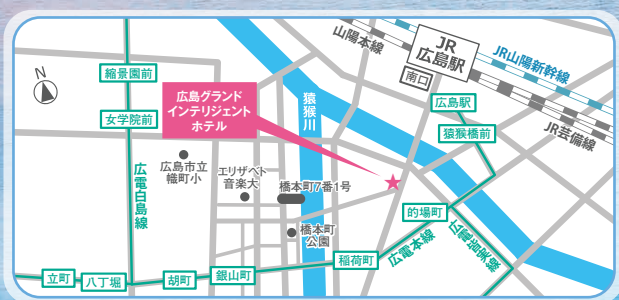 N
縮景園前
女学院前
広島グランド
インテリジェント
ホテル
猿猴川
山陽本線
JR
広島駅
南口
JR山陽新幹線
広島駅
猿猴橋前
JR芸備線
広島市立
幟町小
エリザベト
音楽大
橋本町7番1号
広電白島線
橋本町
公園
的場町
広電本線
広電皆実線
稲荷町
銀山町
胡町
八丁堀
立町